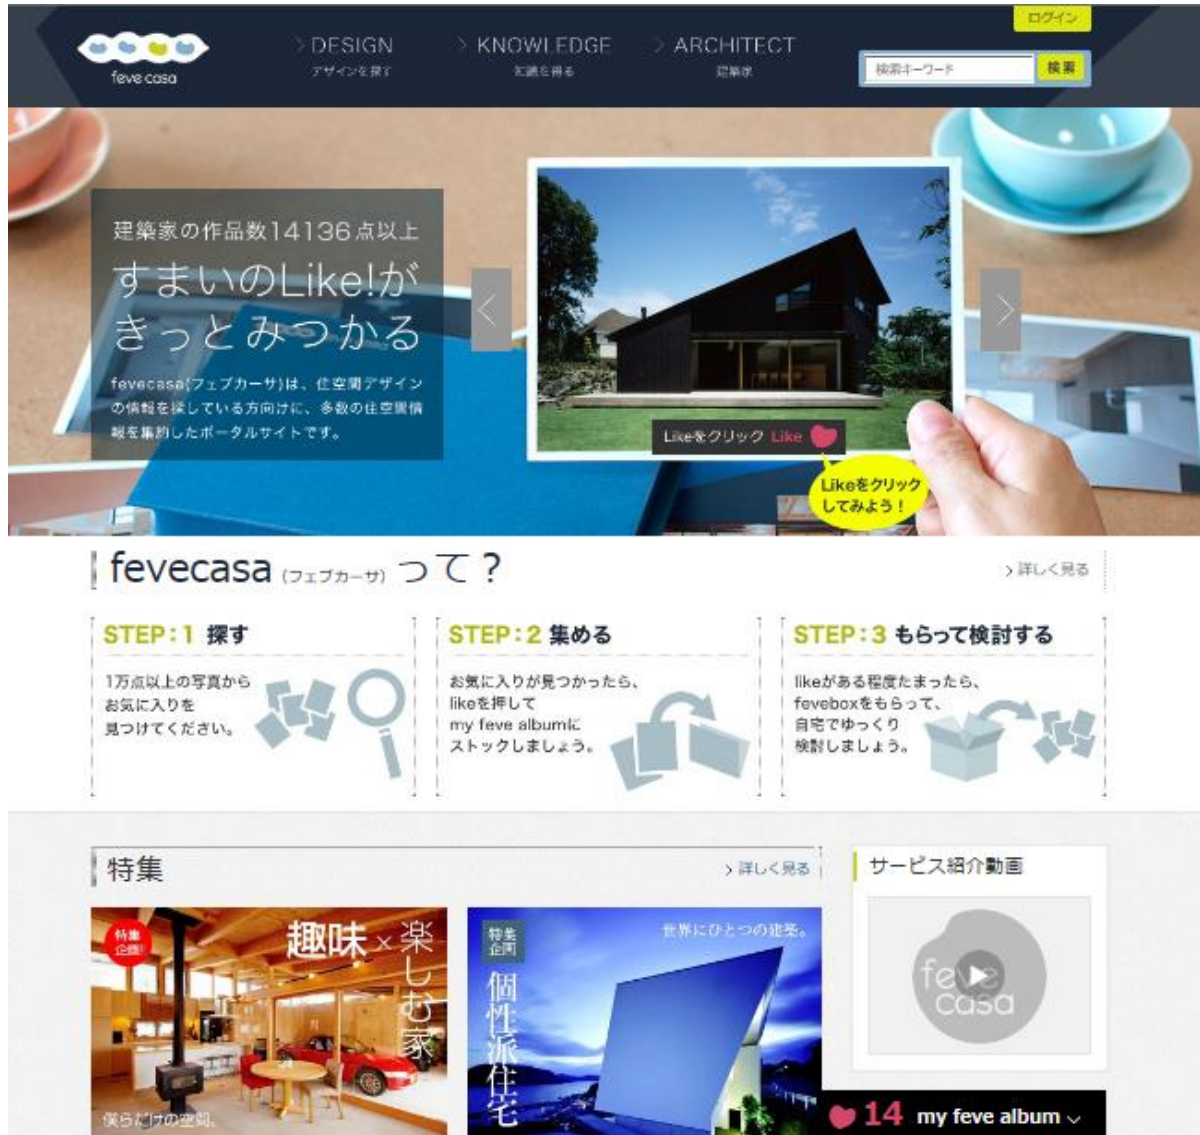 ログイン
feve casa
> DESIGN
デザインを探す
> KNOWLEDGE
知識を得る
> ARCHITECT
建築家
検索キーワード
検索
建築家の作品数14136点以上
すまいのLike!が
きっとみつかる
fevecasa(フェブカーサ)は、住空間デザイン
の情報を探している方向けに、多数の住空間情
報を集約したポータルサイトです。
Likeをクリック Like
Likeをクリック
してみよう！
fevecasa (フェブカーサ) って？
> 詳しく見る
STEP:1 探す
1万点以上の写真から
お気に入りを
見つけてください。
STEP:2 集める
お気に入りが見つかったら、
likeを押して
my feve albumに
ストックしましょう。
STEP:3 もらって検討する
likeがある程度たまったら、
feveboxをもらって、
自宅でゆっくり
検討しましょう。
特集
> 詳しく見る
特集
企画!
趣味×楽しむ家
僕らだけの空間、
特集
企画
世界にひとつの建築。
個性派住宅
サービス紹介動画
feve
casa
14 my feve album